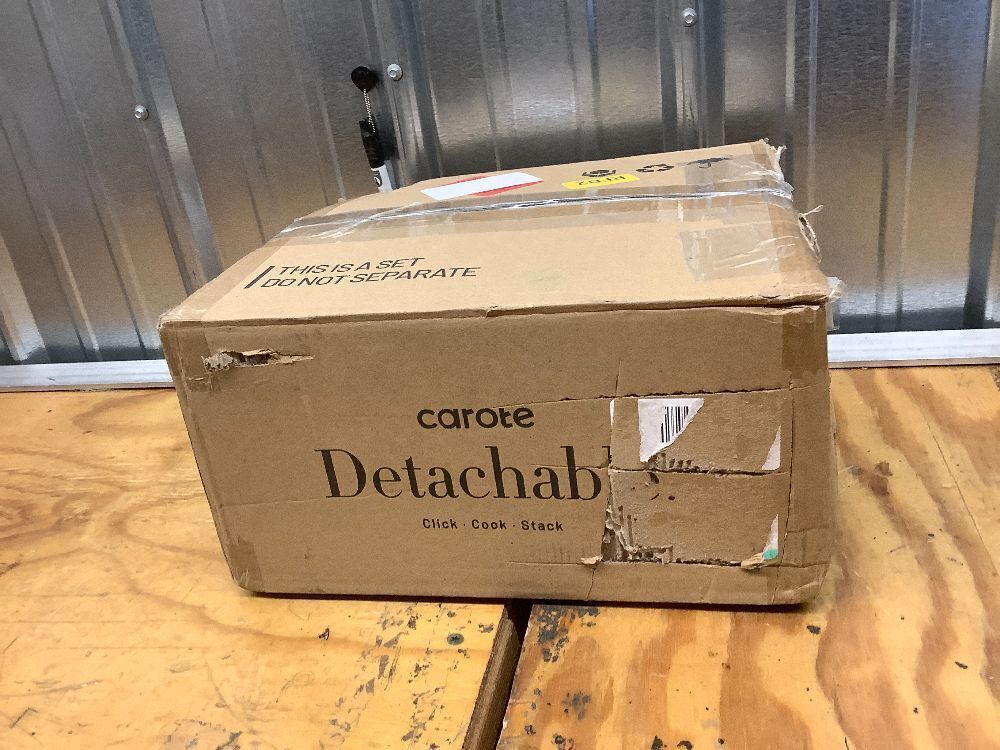 THIS IS A SET
DO NOT SEPARATE
carote
Detachab
Click · Cook · Stack